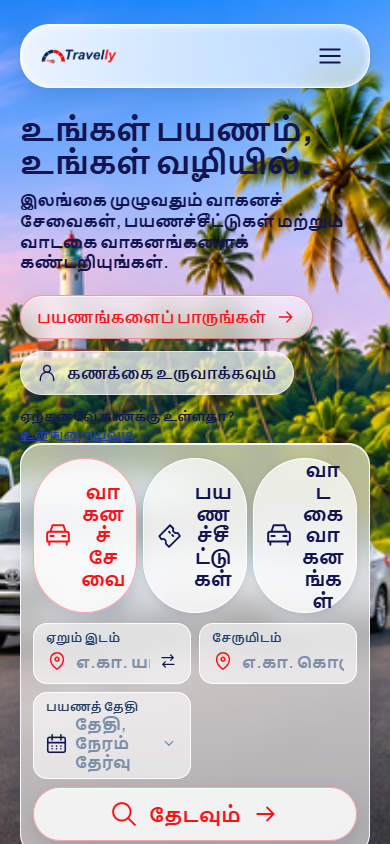 Travelly
உங்கள் பயணம்,
உங்கள் வழியில்.
இலங்கை முழுவதும் வாகனச்
சேவைகள், பயணச்சீட்டுகள் மற்றும்
வாடகை வாகனங்களைக்
கண்டறியுங்கள்.
பயணங்களைப் பாருங்கள்
கணக்கை உருவாக்கவும்
ஏற்கனவே கணக்கு உள்ளதா?
உள்நுழையவும்
வா
கன
ச்
சே
வை
பய
ண
ச்சீ
ட்டு
கள்
வா
ட
கை
வா
கன
ங்க
ள்
ஏறும் இடம்
சேருமிடம்
எ.கா.
எ.கா.
பயணத் தேதி
தேதி,
நேரம்
தேர்வு
தேடவும்